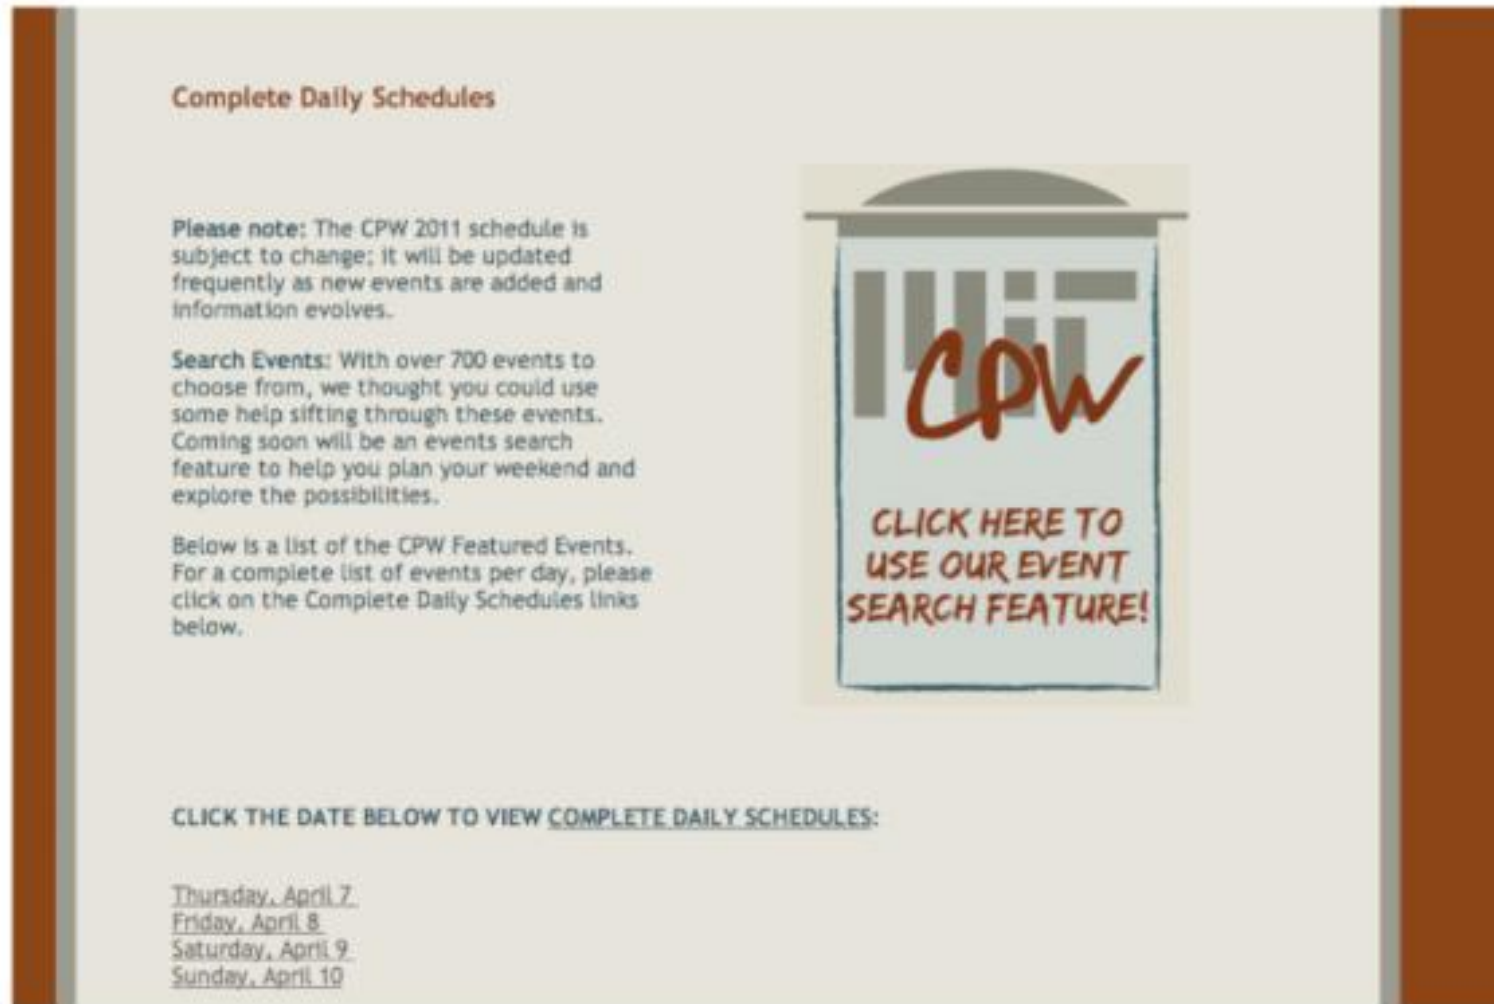 Complete Daily Schedules
Please note: The CPW 2011 schedule is
subject to change; it will be updated
frequently as new events are added and
information evolves.
Search Events: With over 700 events to
choose from, we thought you could use
some help sifting through these events.
Coming soon will be an events search
feature to help you plan your weekend and
explore the possibilities.
Below is a list of the CPW Featured Events.
For a complete list of events per day, please
click on the Complete Daily Schedules links
below.
MIT
CPW
CLICK HERE TO
USE OUR EVENT
SEARCH FEATURE!
CLICK THE DATE BELOW TO VIEW COMPLETE DAILY SCHEDULES:
Thursday, April 7
Friday, April 8
Saturday, April 9
Sunday, April 10